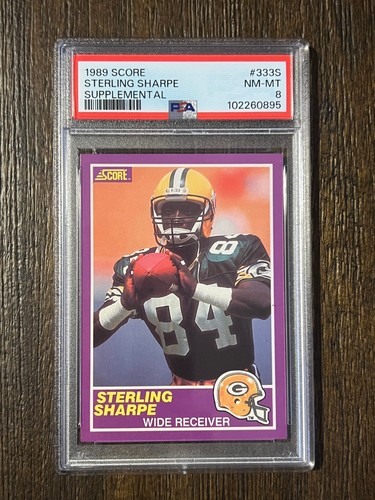 1989 SCORE #333S
STERLING SHARPE NM-MT
SUPPLEMENTAL 8
PSA 102260895
SCORE
84
84
G
STERLING
SHARPE
WIDE RECEIVER